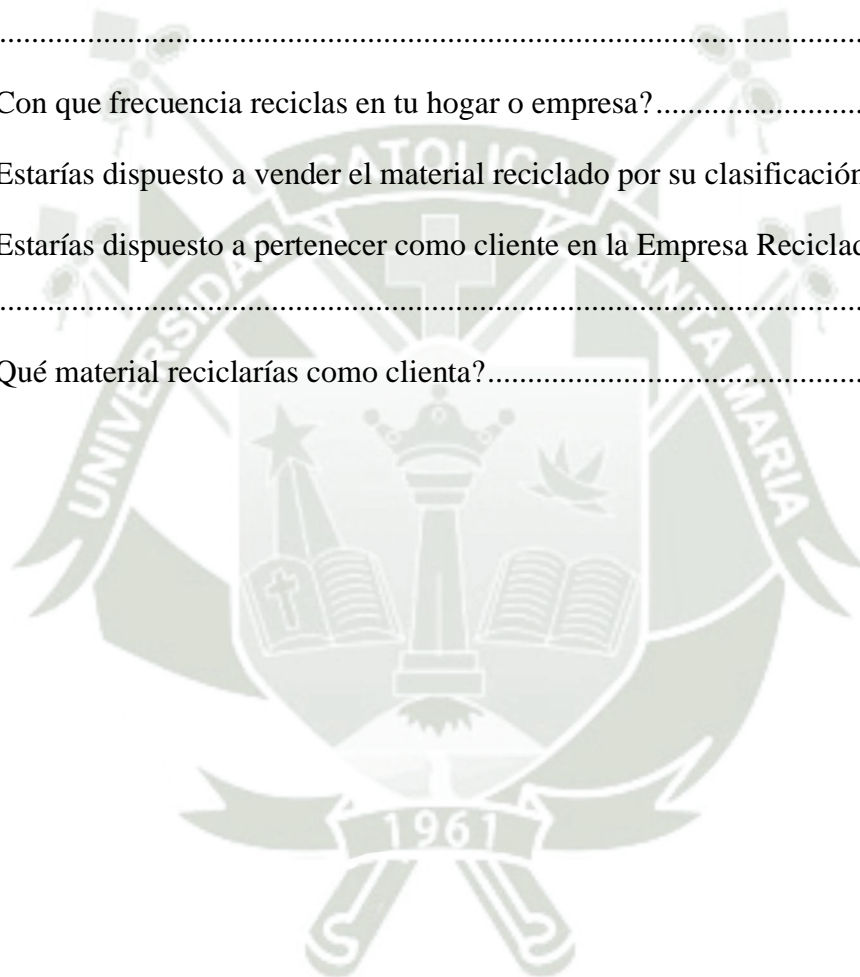 ..........................................................................................
Con que frecuencia reciclas en tu hogar o empresa?......................
Estarías dispuesto a vender el material reciclado por su clasificación
Estarías dispuesto a pertenecer como cliente en la Empresa
..........................................................................................
Qué material reciclarías como clienta?.......................................
UNIVERSIDAD CATOLICA SANTA MARIA
1961